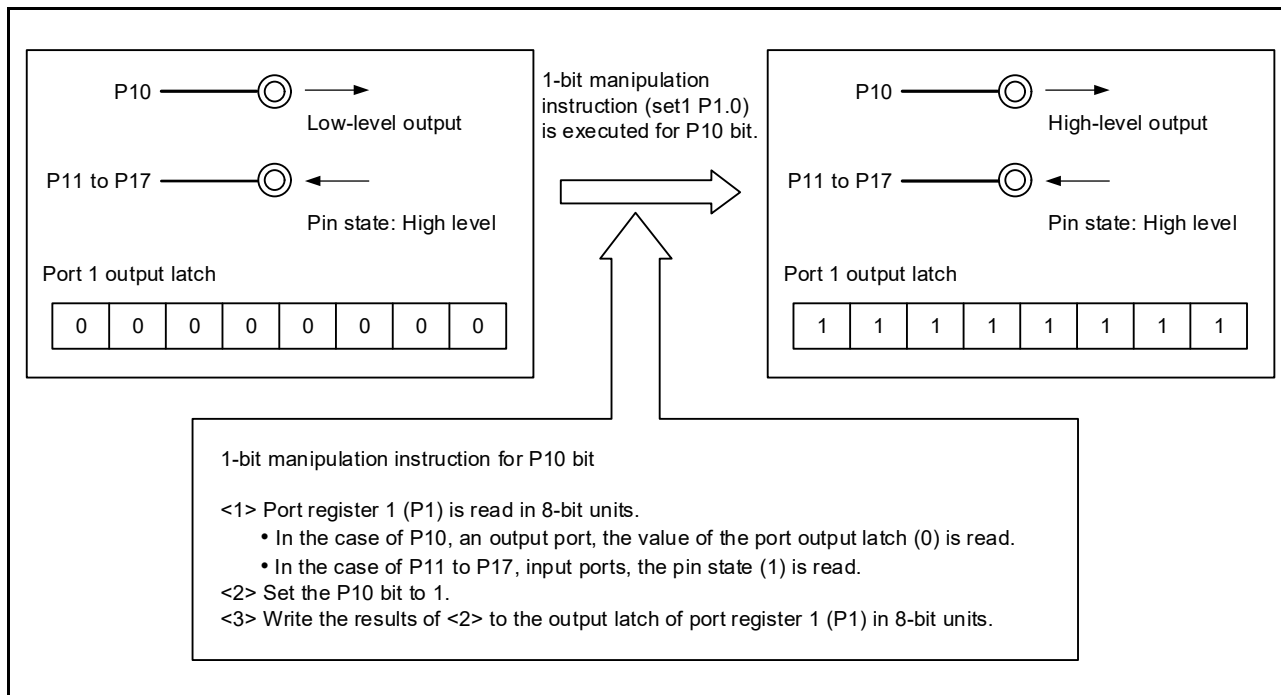 P10
Low-level output
P11 to P17
Pin state: High level
Port 1 output latch
0 0 0 0 0 0 0 0
1-bit manipulation
instruction (set1 P1.0)
is executed for P10 bit.
P10
High-level output
P11 to P17
Pin state: High level
Port 1 output latch
1 1 1 1 1 1 1 1
1-bit manipulation instruction for P10 bit
<1> Port register 1 (P1) is read in 8-bit units.
• In the case of P10, an output port, the value of the port output latch (0) is read.
• In the case of P11 to P17, input ports, the pin state (1) is read.
<2> Set the P10 bit to 1.
<3> Write the results of <2> to the output latch of port register 1 (P1) in 8-bit units.